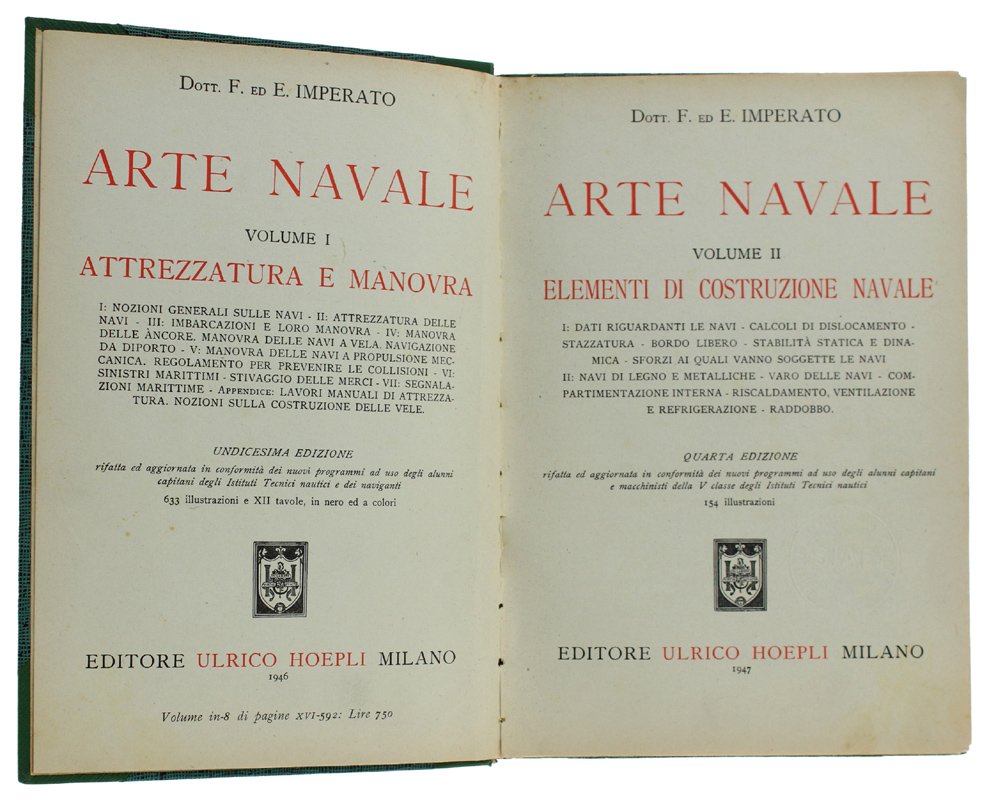 Dott. F. ed E. IMPERATO
ARTE NAVALE
VOLUME I
ATTREZZATURA E MANOVRA
I: NOZIONI GENERALI SULLE NAVI - II: ATTREZZATURA DELLE
NAVI - III: IMBARCAZIONI E LORO MANOVRA - IV: MANOVRA
DELLE ÀNCORE. MANOVRA DELLE NAVI A VELA. NAVIGAZIONE
DA DIPORTO - V: MANOVRA DELLE NAVI A PROPULSIONE MEC-
CANICA. REGOLAMENTO PER PREVENIRE LE COLLISIONI - VI:
SINISTRI MARITTIMI - STIVAGGIO DELLE MERCI - VII: SEGNALA-
ZIONI MARITTIME - Appendice: LAVORI MANUALI DI ATTREZZA-
TURA. NOZIONI SULLA COSTRUZIONE DELLE VELE.
UNDICESIMA EDIZIONE
rifatta ed aggiornata in conformità dei nuovi programmi ad uso degli alunni
capitani degli Istituti Tecnici nautici e dei naviganti
633 illustrazioni e XII tavole, in nero ed a colori
EDITORE ULRICO HOEPLI MILANO
1946
Volume in-8 di pagine XVI-592: Lire 750
Dott. F. ed E. IMPERATO
ARTE NAVALE
VOLUME II
ELEMENTI DI COSTRUZIONE NAVALE
I: DATI RIGUARDANTI LE NAVI - CALCOLI DI DISLOCAMENTO -
STAZZATURA - BORDO LIBERO - STABILITÀ STATICA E DINA-
MICA - SFORZI AI QUALI VANNO SOGGETTE LE NAVI
II: NAVI DI LEGNO E METALLICHE - VARO DELLE NAVI - COM-
PARTIMENTAZIONE INTERNA - RISCALDAMENTO, VENTILAZIONE
E REFRIGERAZIONE - RADDOBBO.
QUARTA EDIZIONE
rifatta ed aggiornata in conformità dei nuovi programmi ad uso degli alunni capitani
e macchinisti della V classe degli Istituti Tecnici nautici
154 illustrazioni
EDITORE ULRICO HOEPLI MILANO
1947